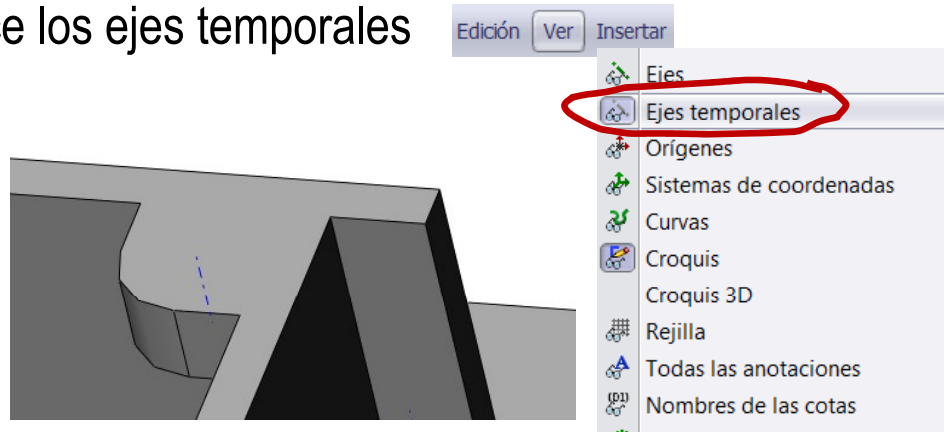 los ejes temporales
Edición Ver Insertar
Ejes
Ejes temporales
Orígenes
Sistemas de coordenadas
Curvas
Croquis
Croquis 3D
Rejilla
Todas las anotaciones
Nombres de las cotas